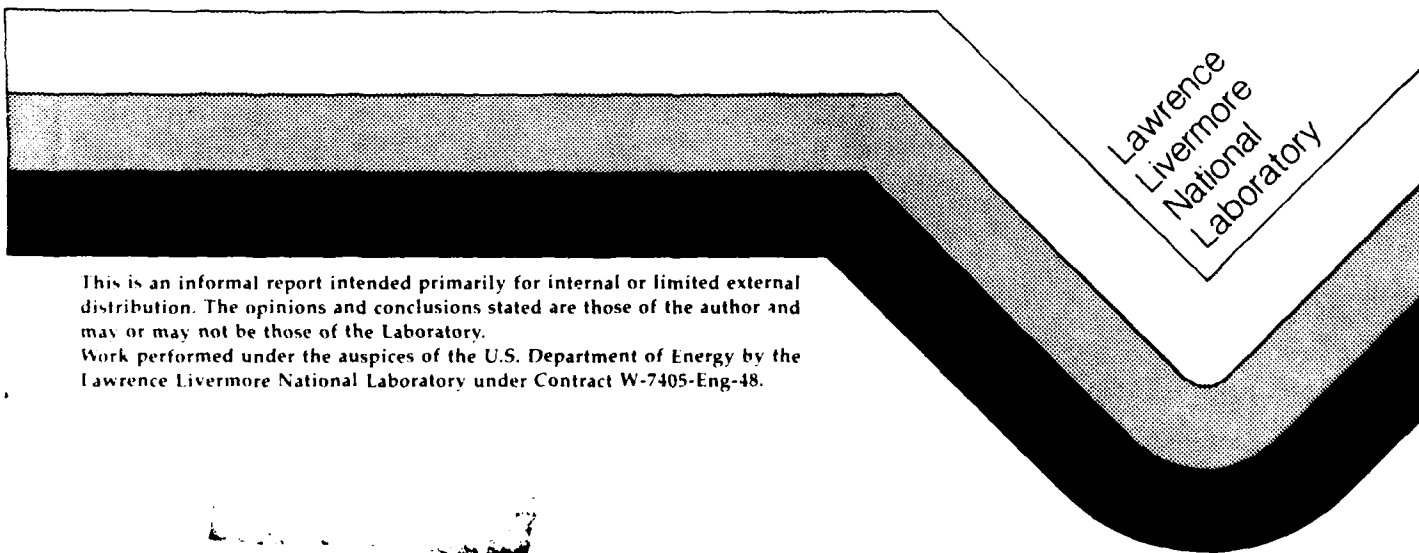 Lawrence
Livermore
National
Laboratory
This is an informal report intended primarily for internal or limited external
distribution. The opinions and conclusions stated are those of the author and
may or may not be those of the Laboratory.
Work performed under the auspices of the U.S. Department of Energy by the
Lawrence Livermore National Laboratory under Contract W-7405-Eng-48.